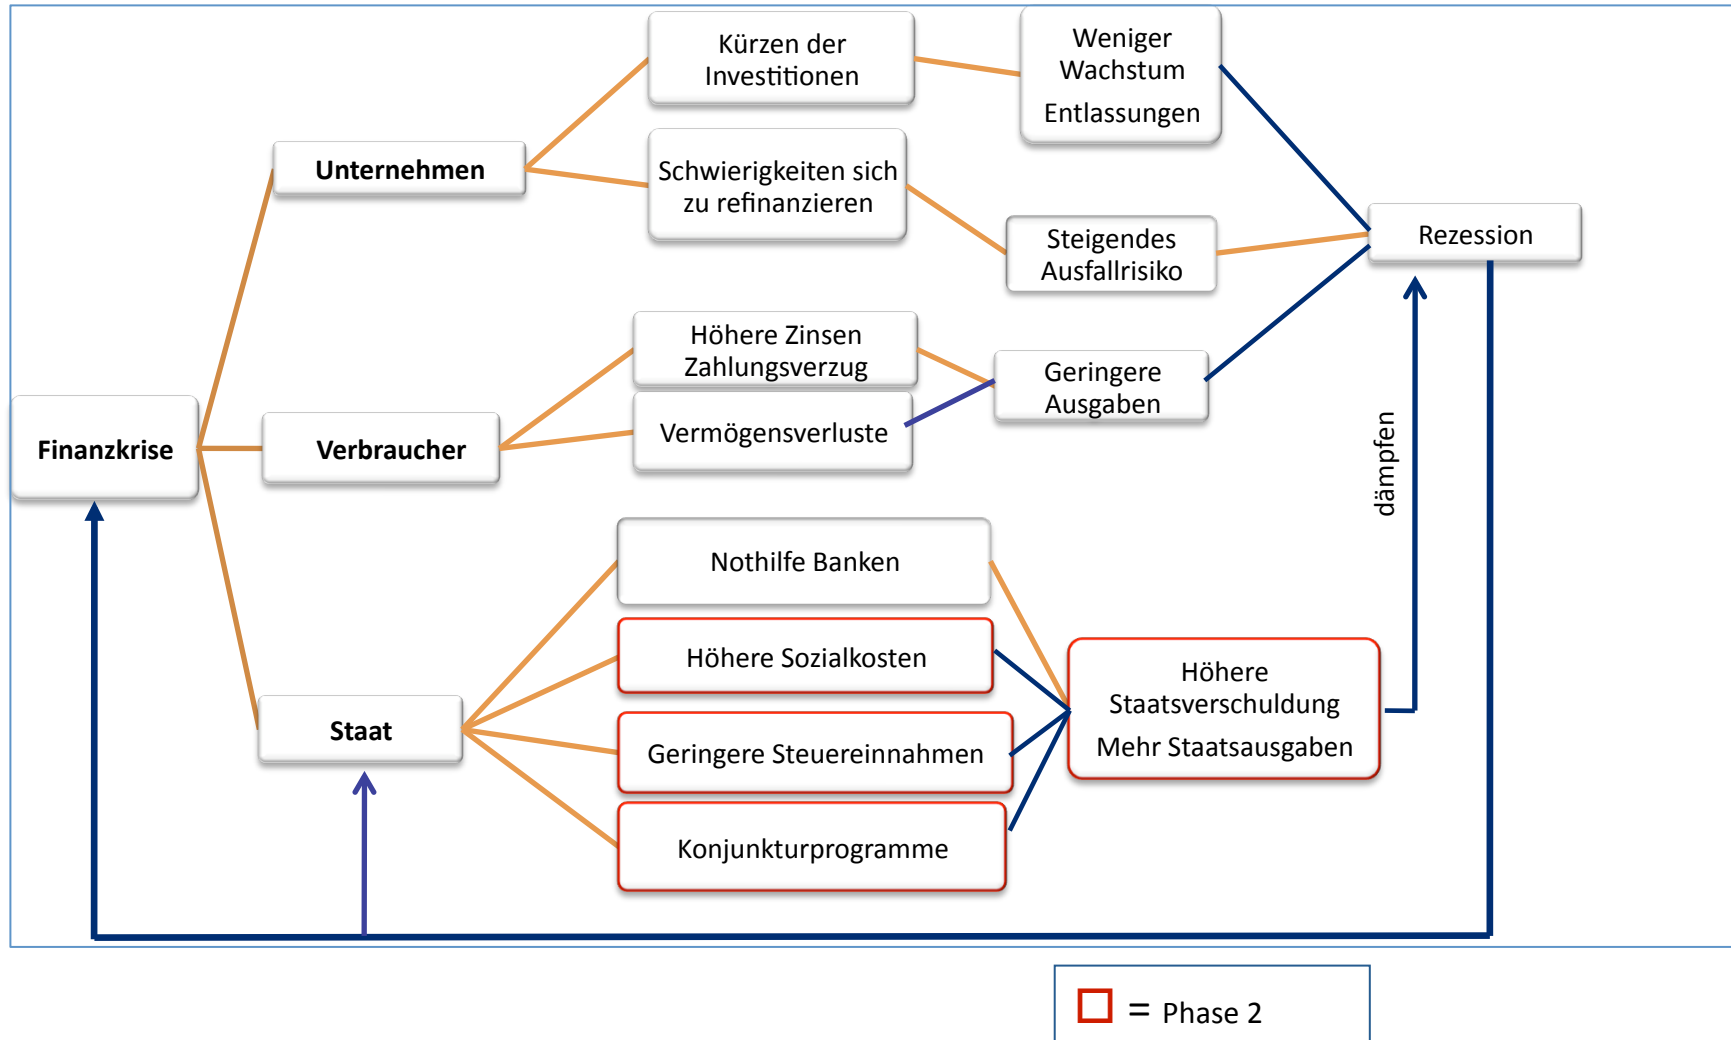 Kürzen der
Investitionen
Weniger
Wachstum
Entlassungen
Unternehmen
Schwierigkeiten sich
zu refinanzieren
Steigendes
Ausfallrisiko
Rezession
Höhere Zinsen
Zahlungsverzug
Geringere
Ausgaben
Finanzkrise
Verbraucher
Vermögensverluste
dämpfen
Nothilfe Banken
Höhere Sozialkosten
Höhere
Staatsverschuldung
Mehr Staatsausgaben
Staat
Geringere Steuereinnahmen
Konjunkturprogramme
= Phase 2